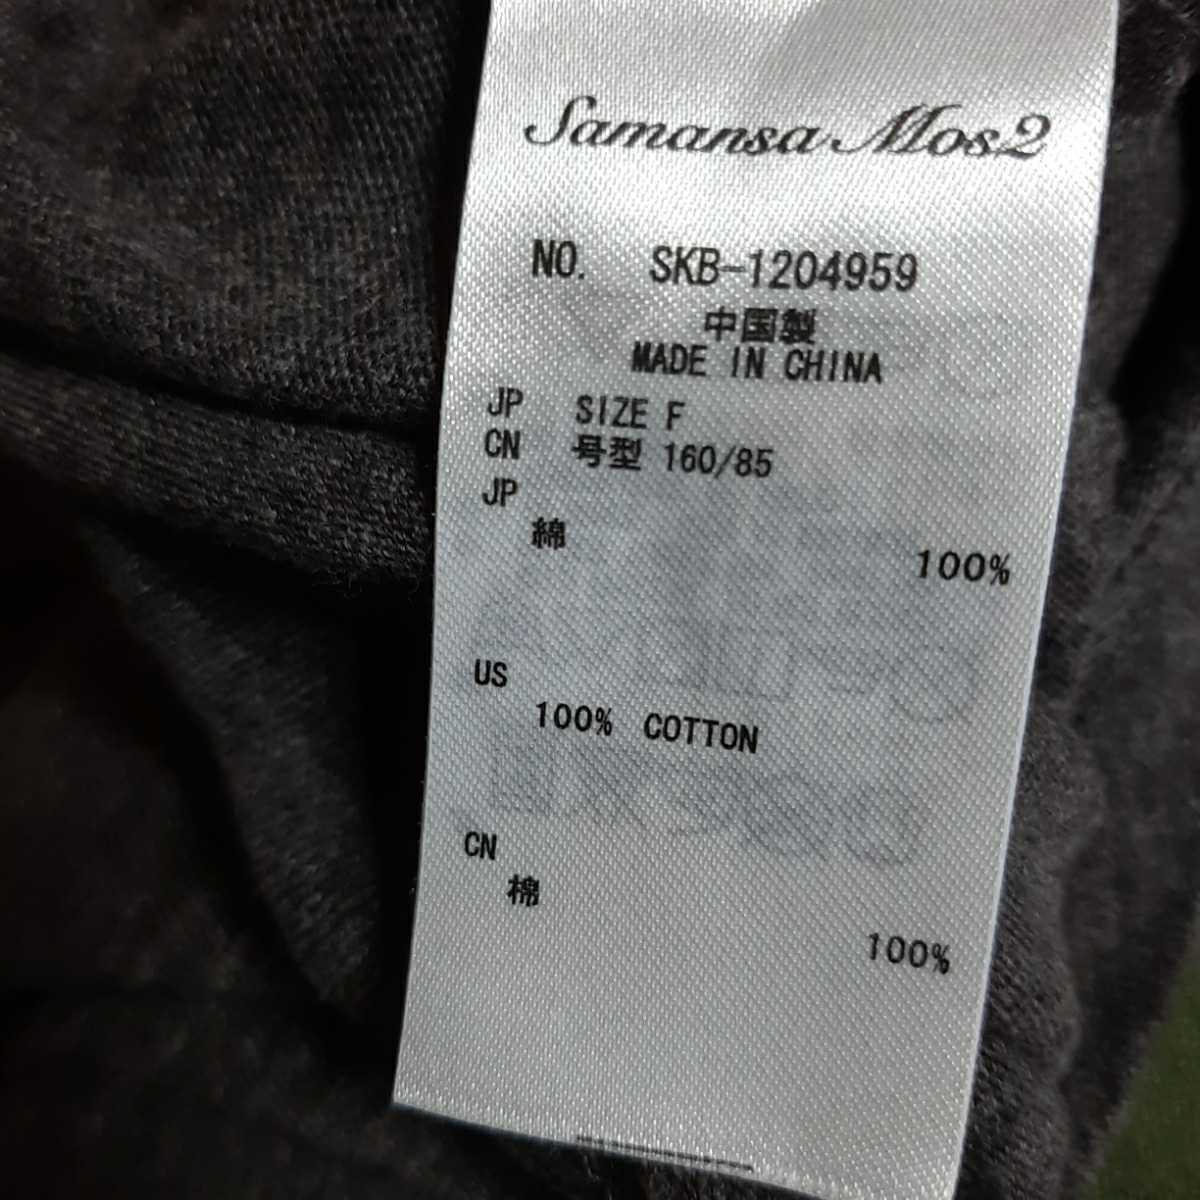 Samansa Mos2
NO. SKB-1204959
中国製
MADE IN CHINA
JP SIZE F
CN 号型 160/85
JP
綿 100%
US
100% COTTON
CN
棉 100%